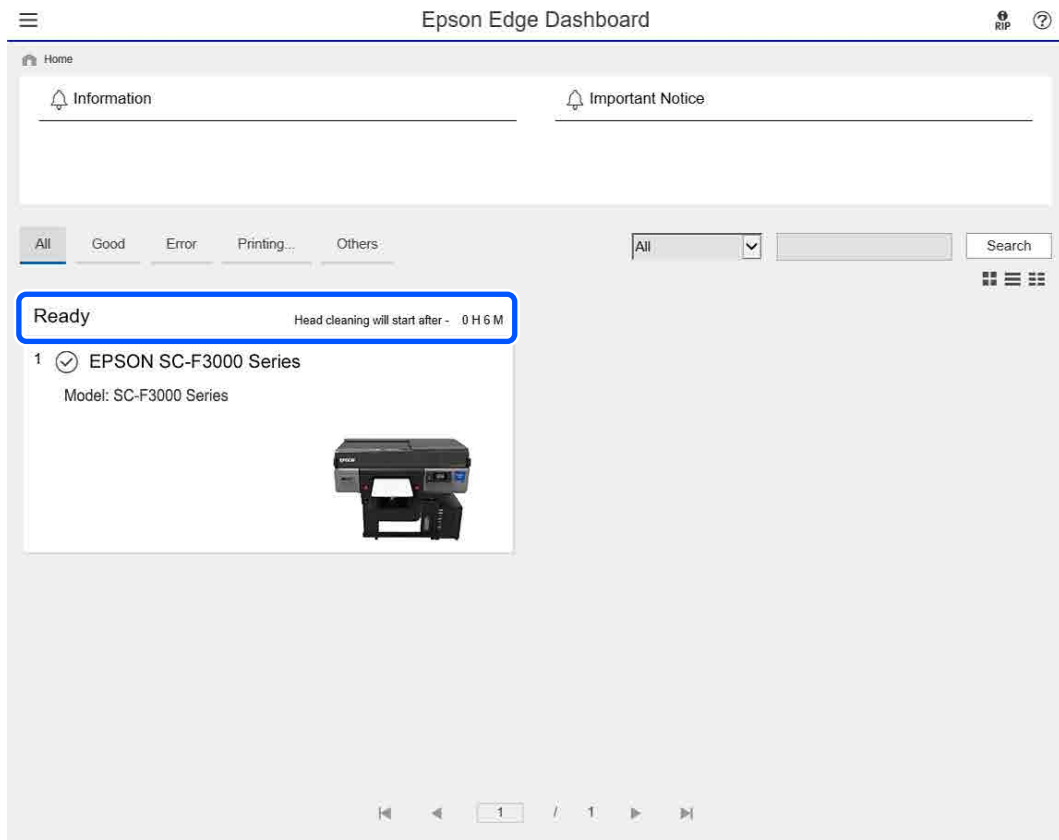 Epson Edge Dashboard
RIP
?
Home
Information
Important Notice
All Good Error Printing... Others
All
Search
Ready Head cleaning will start after - 0 H 6 M
1 EPSON SC-F3000 Series
Model: SC-F3000 Series
EPSON
1 / 1